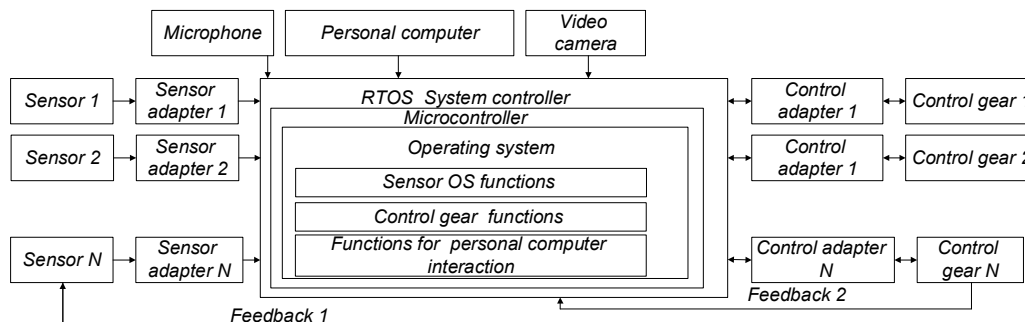 Microphone
Personal computer
Video
camera
Sensor 1
Sensor
adapter 1
RTOS System controller
Control
adapter 1
Control gear 1
Microcontroller
Sensor 2
Sensor
adapter 2
Operating system
Control
adapter 1
Control gear 2
Sensor OS functions
Control gear functions
Sensor N
Sensor
adapter N
Functions for personal computer
interaction
Control adapter
N
Control
gear N
Feedback 1
Feedback 2